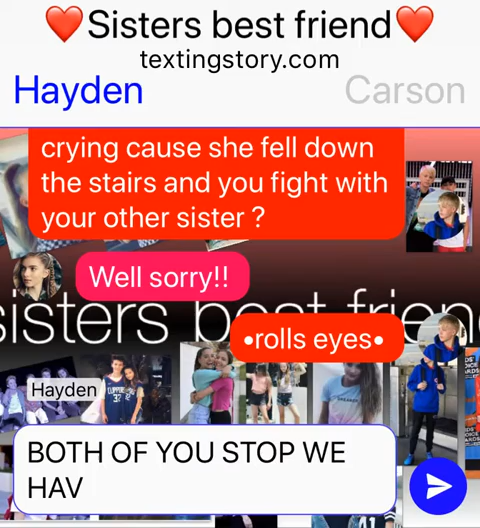 ❤️Sisters best friend❤️
textingstory.com
Hayden Carson
crying cause she fell down
the stairs and you fight with
your other sister ?
Well sorry!!
sisters best friend
•rolls eyes•
Hayden
BOTH OF YOU STOP WE
HAV